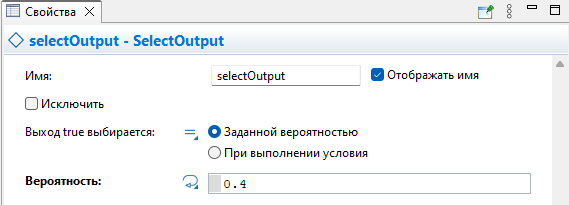 Свойства
selectOutput - SelectOutput
Имя: selectOutput Отображать имя
Исключить
Выход true выбирается: Заданной вероятностью
При выполнении условия
Вероятность: 0.4